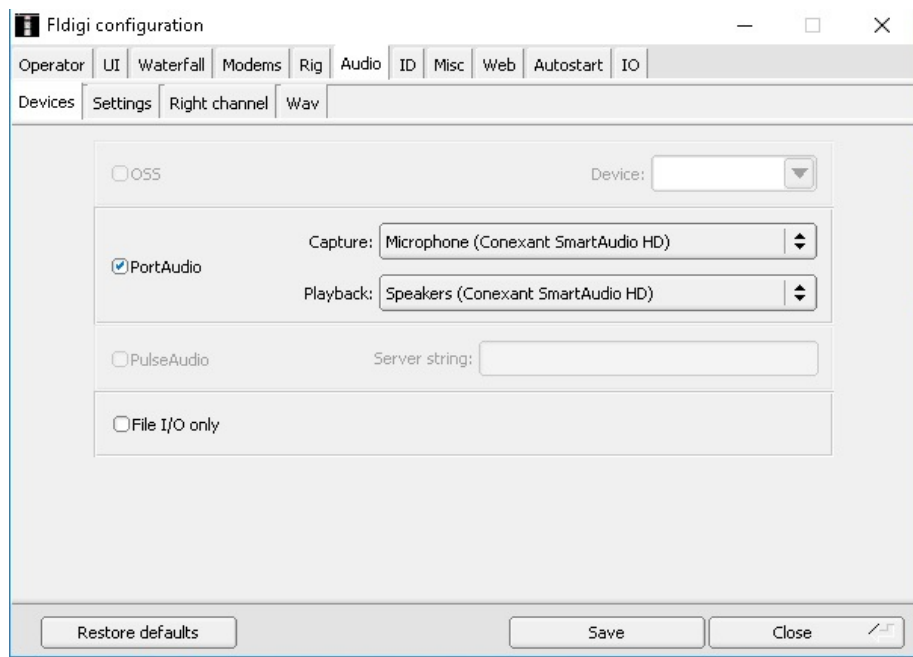 Fldigi configuration
Operator UI Waterfall Modems Rig Audio ID Misc Web Autostart IO
Devices Settings Right channel Wav
OSS Device:
Capture: Microphone (Conexant SmartAudio HD)
PortAudio
Playback: Speakers (Conexant SmartAudio HD)
PulseAudio Server string:
File I/O only
Restore defaults Save Close